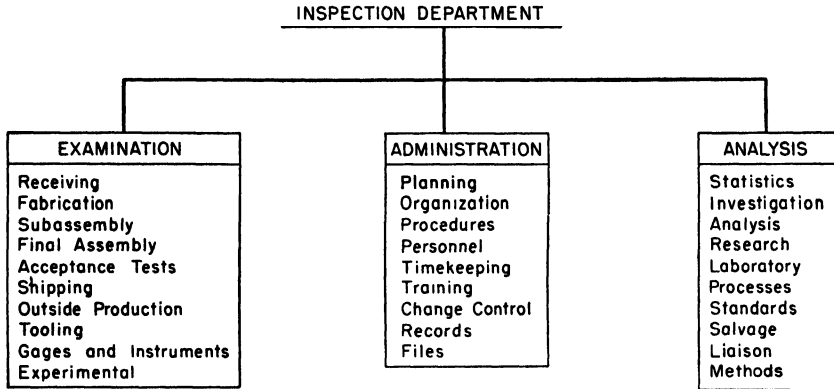 INSPECTION DEPARTMENT
EXAMINATION
Receiving
Fabrication
Subassembly
Final Assembly
Acceptance Tests
Shipping
Outside Production
Tooling
Gages and Instruments
Experimental
ADMINISTRATION
Planning
Organization
Procedures
Personnel
Timekeeping
Training
Change Control
Records
Files
ANALYSIS
Statistics
Investigation
Analysis
Research
Laboratory
Processes
Standards
Salvage
Liaison
Methods